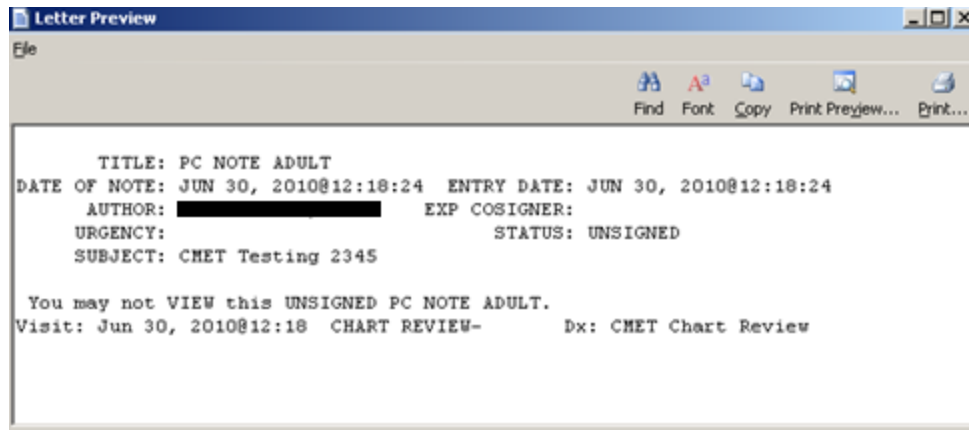 Letter Preview
File
Find Font Copy Print Preview... Print...
TITLE: PC NOTE ADULT
DATE OF NOTE: JUN 30, 2010@12:18:24 ENTRY DATE: JUN 30, 2010@12:18:24
AUTHOR: EXP COSIGNER:
URGENCY: STATUS: UNSIGNED
SUBJECT: CMET Testing 2345
You may not VIEW this UNSIGNED PC NOTE ADULT.
Visit: Jun 30, 2010@12:18 CHART REVIEW- Dx: CMET Chart Review